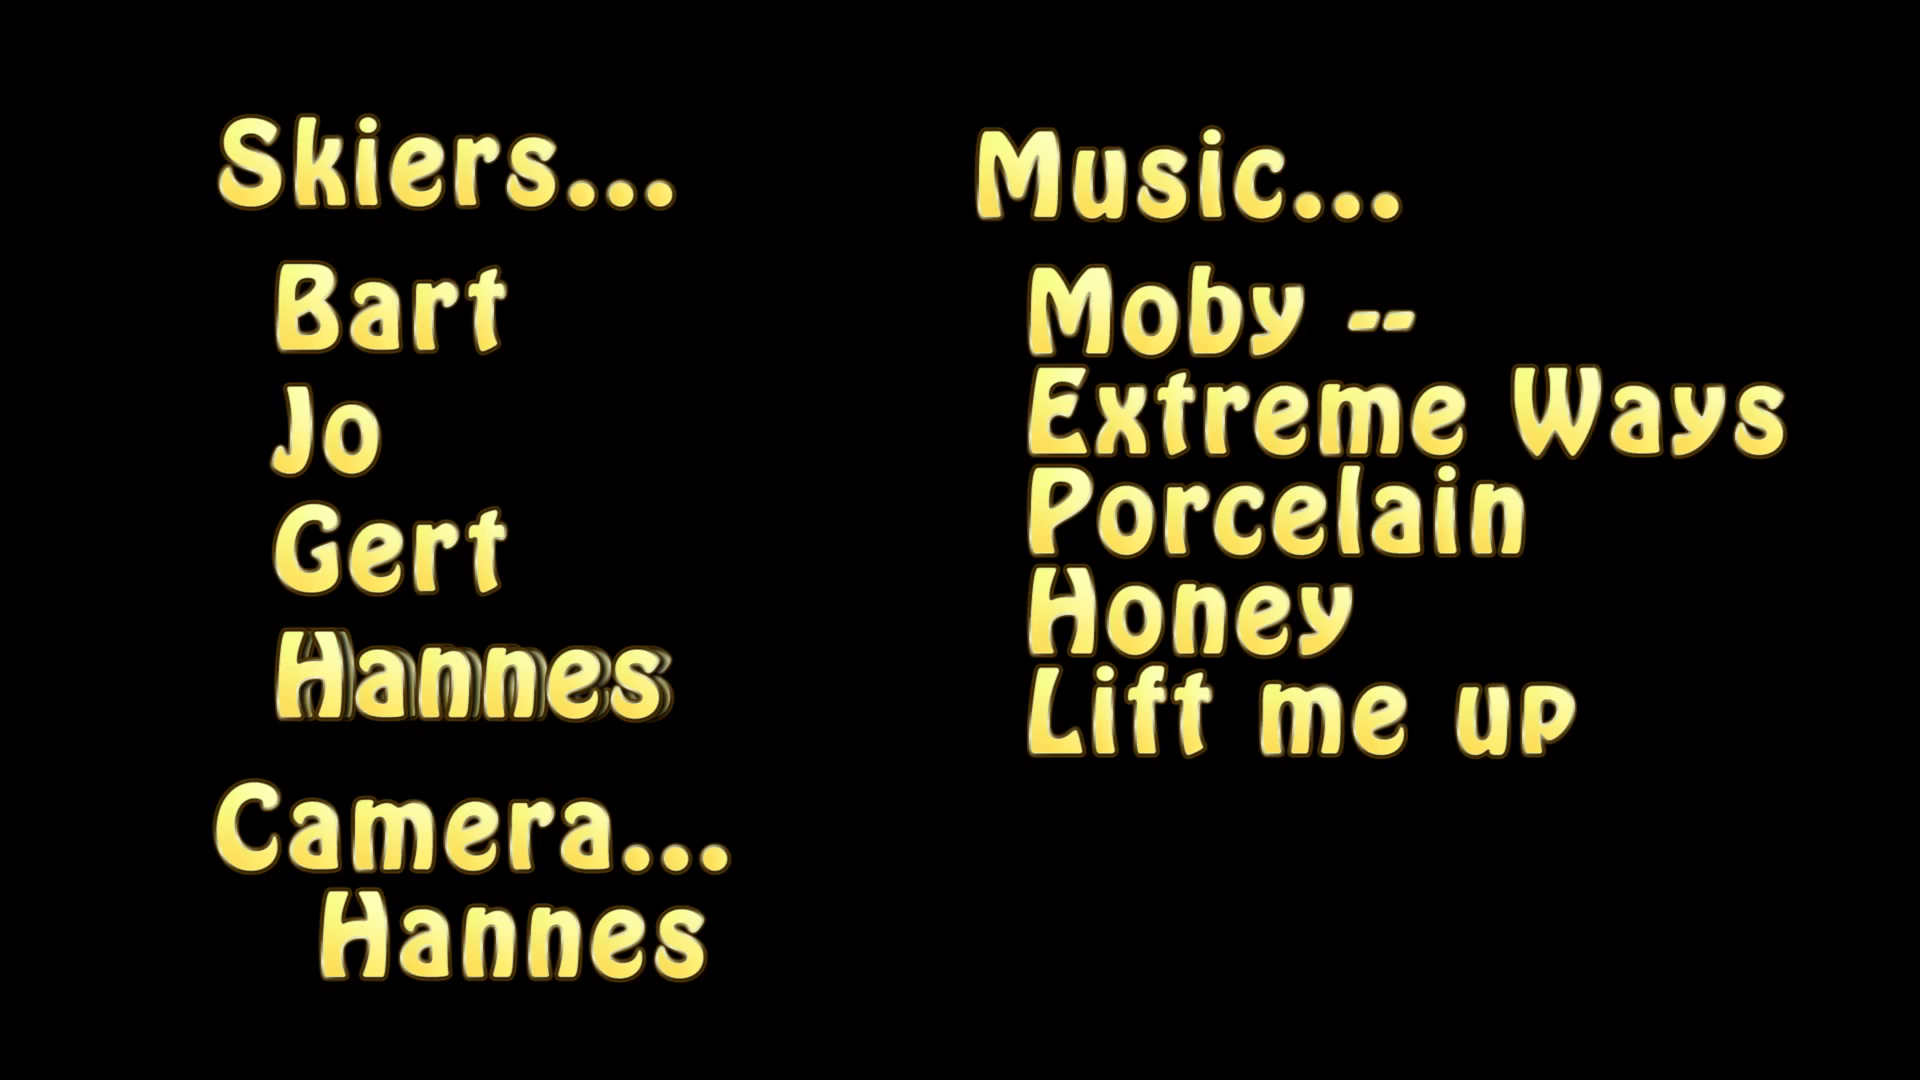 Skiers...
Bart
Jo
Gert
Hannes
Camera...
Hannes
Music...
Moby --
Extreme Ways
Porcelain
Honey
Lift me up